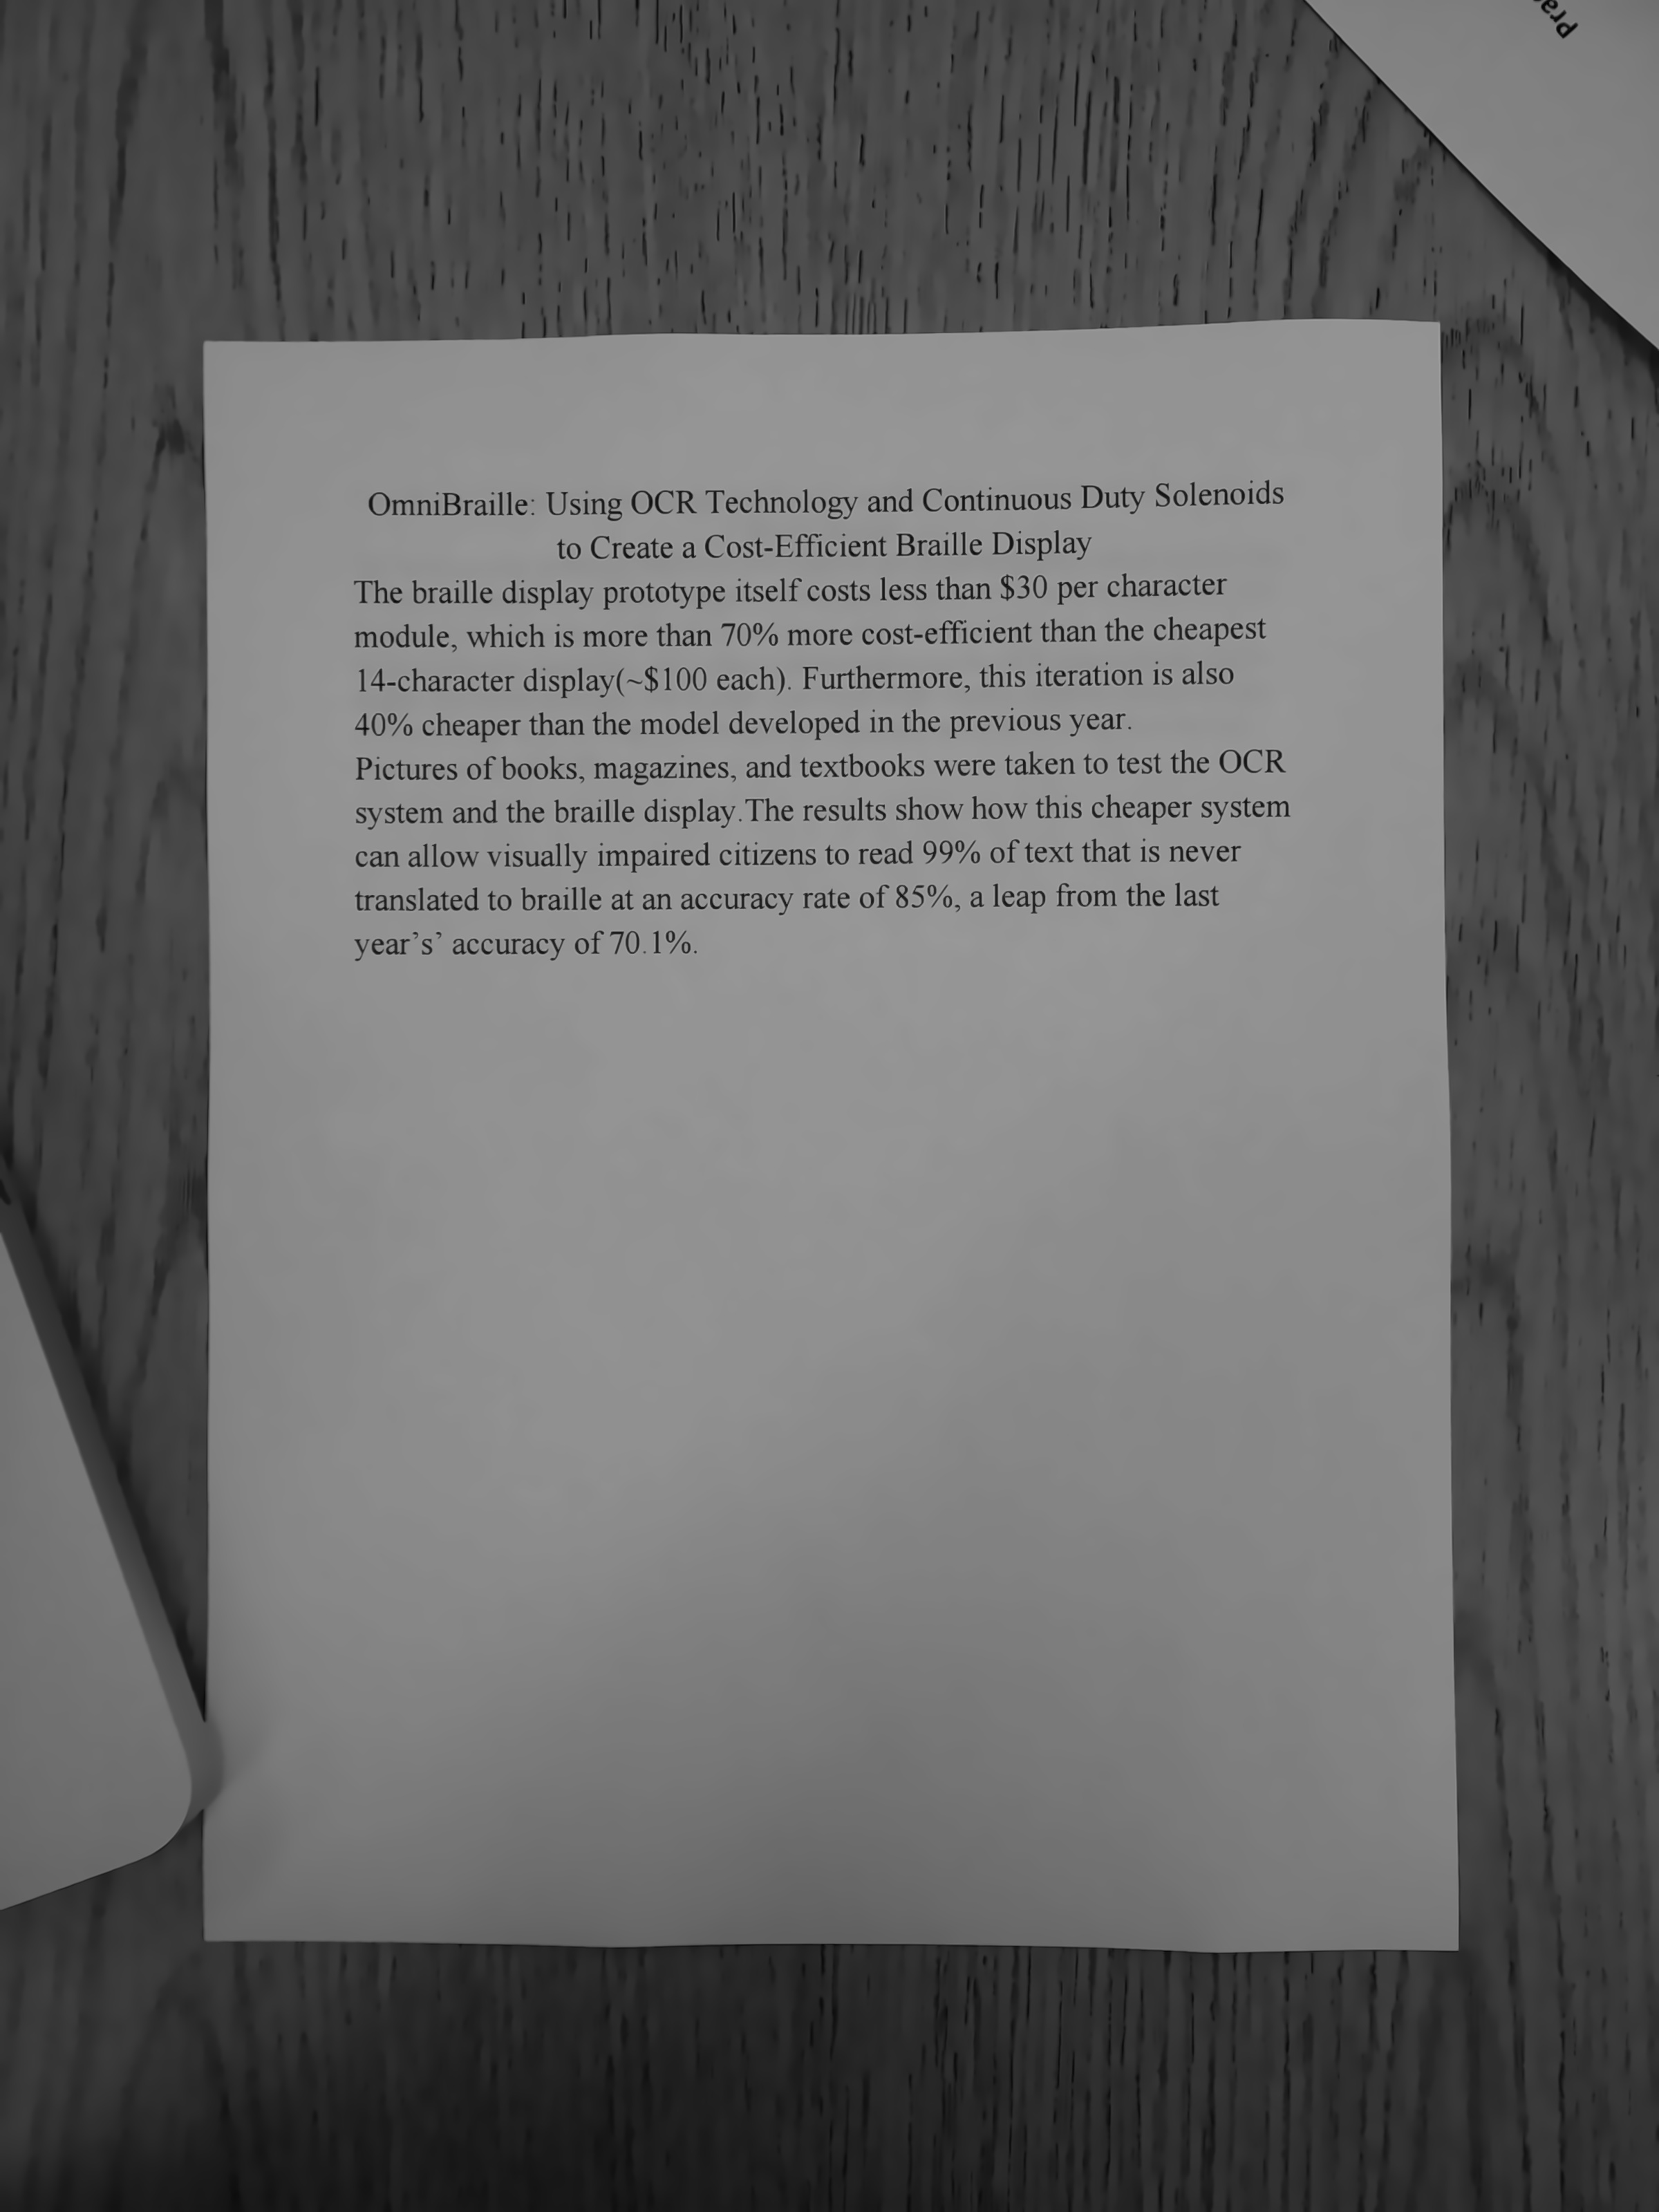 OmniBraille: Using OCR Technology and Continuous Duty Solenoids
to Create a Cost-Efficient Braille Display
The braille display prototype itself costs less than $30 per character
module, which is more than 70% more cost-efficient than the cheapest
14-character display(~$100 each). Furthermore, this iteration is also
40% cheaper than the model developed in the previous year.
Pictures of books, magazines, and textbooks were taken to test the OCR
system and the braille display.The results show how this cheaper system
can allow visually impaired citizens to read 99% of text that is never
translated to braille at an accuracy rate of 85%, a leap from the last
year’s’ accuracy of 70.1%.